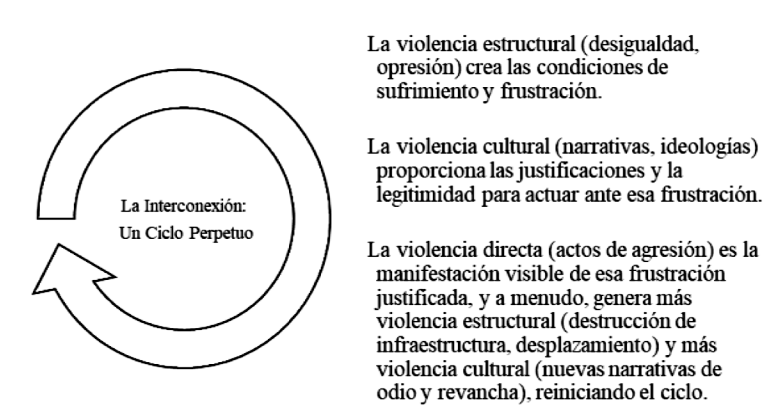 La Interconexión:
Un Ciclo Perpetuo
La violencia estructural (desigualdad,
opresión) crea las condiciones de
sufrimiento y frustración.
La violencia cultural (narrativas, ideologías)
proporciona las justificaciones y la
legitimidad para actuar ante esa frustración.
La violencia directa (actos de agresión) es la
manifestación visible de esa frustración
justificada, y a menudo, genera más
violencia estructural (destrucción de
infraestructura, desplazamiento) y más
violencia cultural (nuevas narrativas de
odio y revancha), reiniciando el ciclo.